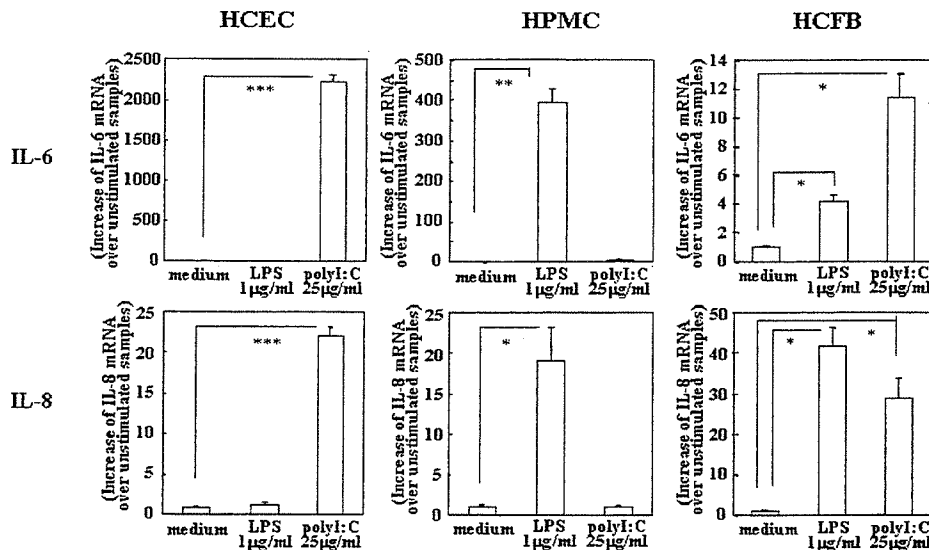 HCEC HPMC HCFB
IL-6
(Increase of IL-6 mRNA
over unstimulated samples)
2500
2000
1500
1000
500
0
***
medium LPS polyI:C
1µg/ml 25µg/ml
(Increase of IL-6 mRNA
over unstimulated samples)
500
400
300
200
100
0
**
medium LPS polyI:C
1µg/ml 25µg/ml
(Increase of IL-6 mRNA
over unstimulated samples)
14
12
10
8
6
4
2
0
*
*
medium LPS polyI:C
1µg/ml 25µg/ml
IL-8
(Increase of IL-8 mRNA
over unstimulated samples)
25
20
15
10
5
0
***
medium LPS polyI:C
1µg/ml 25µg/ml
(Increase of IL-8 mRNA
over unstimulated samples)
25
20
15
10
5
0
*
medium LPS polyI:C
1µg/ml 25µg/ml
(Increase of IL-8 mRNA
over unstimulated samples)
50
40
30
20
10
0
* *
medium LPS polyI:C
1µg/ml 25µg/ml